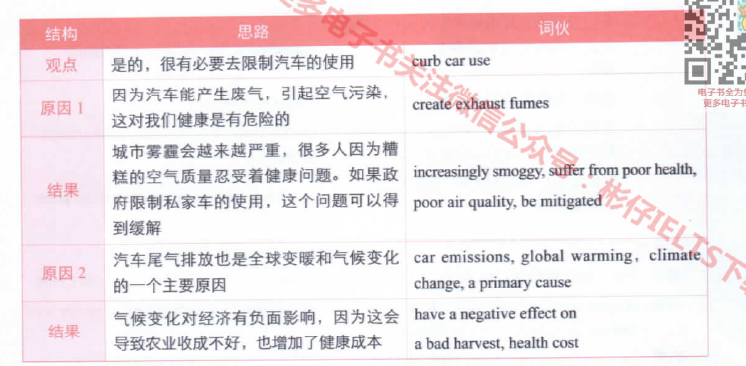 结构 思路 词伙
观点 是的，很有必要去限制汽车的使用 curb car use
原因 1 因为汽车能产生废气，引起空气污染，
这对我们健康是有危险的
create exhaust fumes
结果 城市雾霾会越来越严重，很多人因为糟
糕的空气质量忍受着健康问题。如果政
府限制私家车的使用，这个问题可以得
到缓解
increasingly smoggy, suffer from poor health,
poor air quality, be mitigated
原因 2 汽车尾气排放也是全球变暖和气候变化
的一个主要原因
car emissions, global warming, climate
change, a primary cause
结果 气候变化对经济有负面影响，因为这会
导致农业收成不好，也增加了健康成本
have a negative effect on
a bad harvest, health cost
多电子书关注微信公众号：彬仔IELTS下
电子书全为
更多电子书